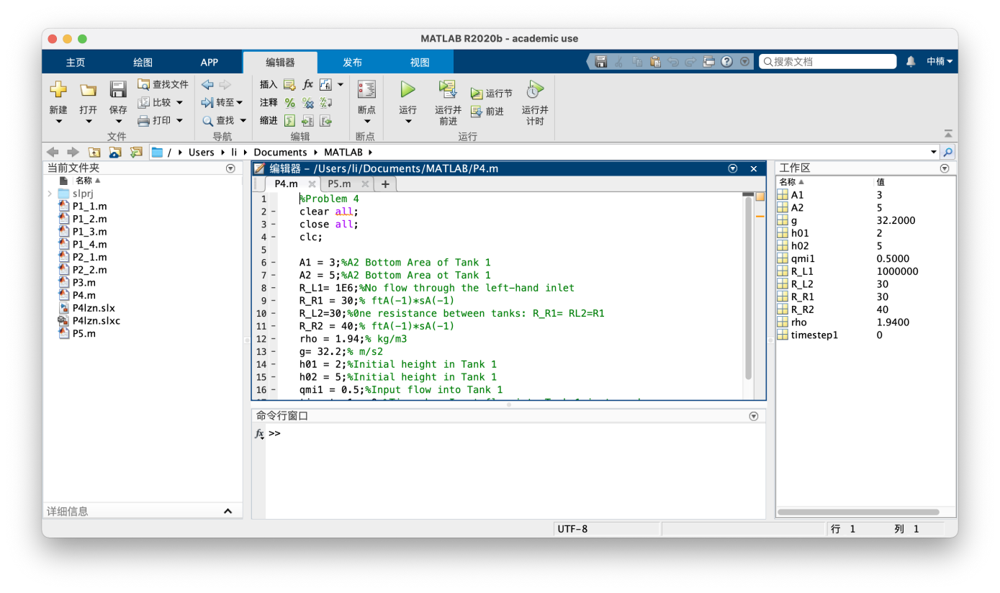 MATLAB R2020b - academic use
主页 绘图 APP 编辑器 发布 视图 搜索文档 中楠
新建 打开 保存 查找文件 比较 打印
转至 查找
插入 fx
注释
缩进
断点
运行 运行并前进 运行节 前进 运行并计时
文件 导航 编辑 断点 运行
/ Users li Documents MATLAB
当前文件夹
名称
slprj
P1_1.m
P1_2.m
P1_3.m
P1_4.m
P2_1.m
P2_2.m
P3.m
P4.m
P4lzn.slx
P4lzn.slxc
P5.m
详细信息
编辑器 - /Users/li/Documents/MATLAB/P4.m
P4.m P5.m +
1 %Problem 4
2 - clear all;
3 - close all;
4 - clc;
5
6 - A1 = 3;%A2 Bottom Area of Tank 1
7 - A2 = 5;%A2 Bottom Area ot Tank 1
8 - R_L1= 1E6;%No flow through the left-hand inlet
9 - R_R1 = 30;% ftA(-1)*sA(-1)
10 - R_L2=30;%0ne resistance between tanks: R_R1= RL2=R1
11 - R_R2 = 40;% ftA(-1)*sA(-1)
12 - rho = 1.94;% kg/m3
13 - g= 32.2;% m/s2
14 - h01 = 2;%Initial height in Tank 1
15 - h02 = 5;%Initial height in Tank 1
16 - qmi1 = 0.5;%Input flow into Tank 1
命令行窗口
fx >>
工作区
名称 值
A1 3
A2 5
g 32.2000
h01 2
h02 5
qmi1 0.5000
R_L1 1000000
R_L2 30
R_R1 30
R_R2 40
rho 1.9400
timestep1 0
UTF-8 行 1 列 1